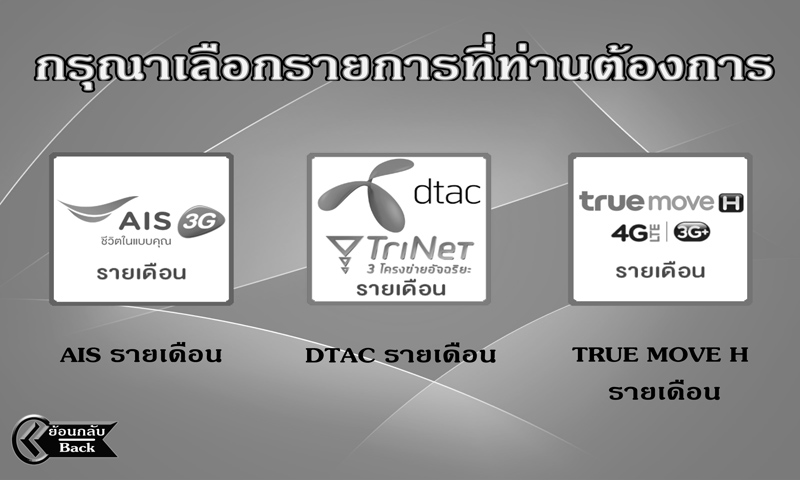 กรุณาเลือกรายการที่ท่านต้องการ
AIS 3G
ชีวิตในแบบคุณ
รายเดือน
dtac
TRINET
3 โครงข่ายอัจฉริยะ
รายเดือน
true move H
4G LTE 3G+
รายเดือน
AIS รายเดือน
DTAC รายเดือน
TRUE MOVE H
รายเดือน
ย้อนกลับ
Back